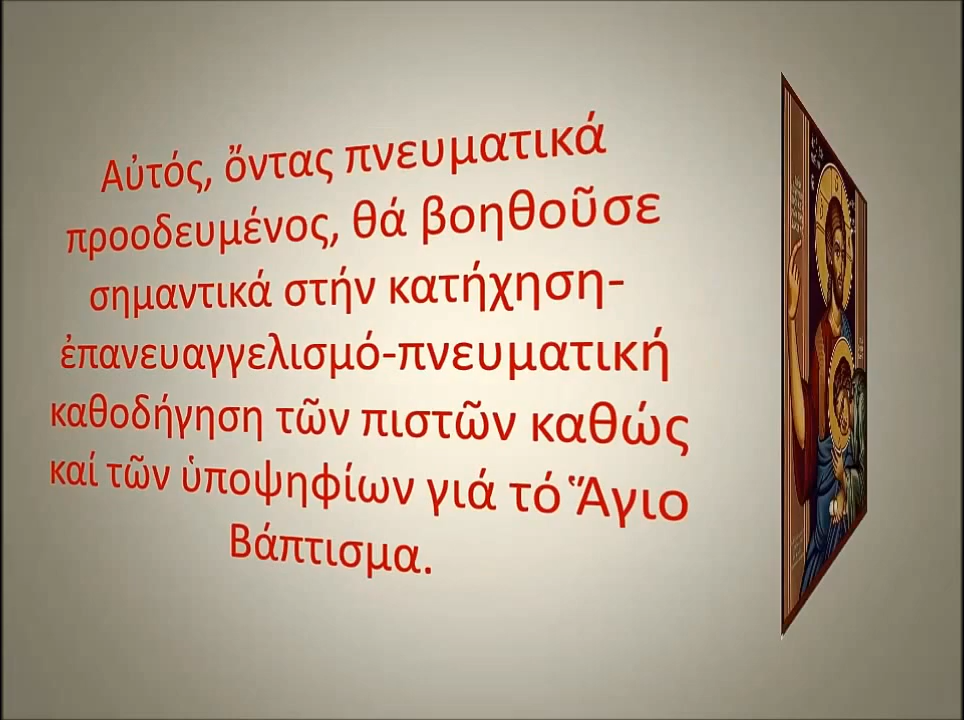 Αὐτός, ὄντας πνευματικά
προοδευμένος, θά βοηθοῦσε
σημαντικά στήν κατήχηση-
ἐπανευαγγελισμό-πνευματική
καθοδήγηση τῶν πιστῶν καθώς
καί τῶν ὑποψηφίων γιά τό Ἅγιο
Βάπτισμα.